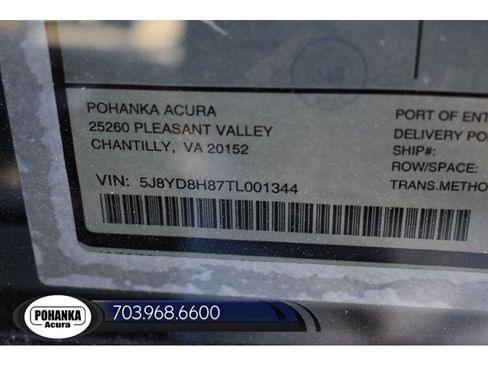 POHANKA ACURA
25260 PLEASANT VALLEY
CHANTILLY, VA 20152
VIN: 5J8YD8H87TL001344
PORT OF ENT
DELIVERY PO
SHIP#:
ROW/SPACE:
TRANS.METHO
POHANKA
Acura
703.968.6600